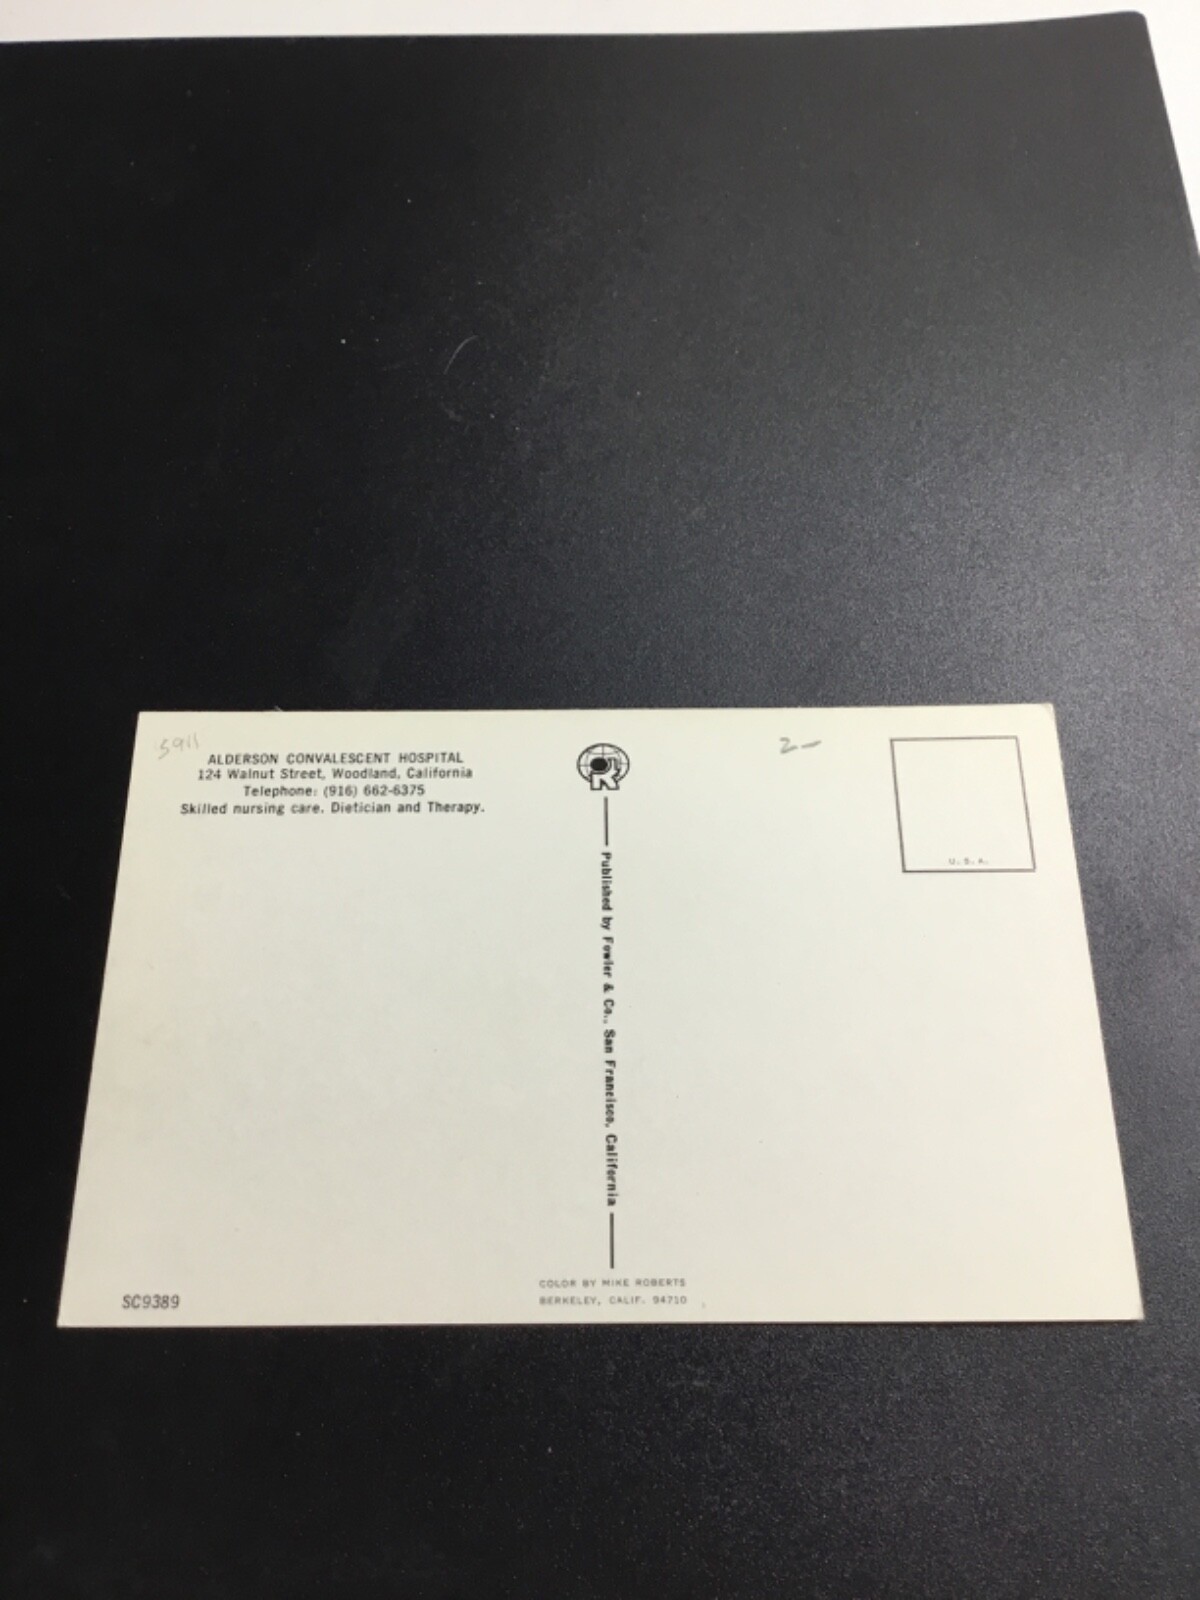 5911
ALDERSON CONVALESCENT HOSPITAL
124 Walnut Street, Woodland, California
Telephone: (916) 662-6375
Skilled nursing care. Dietician and Therapy.
R
Published by Fowler & Co., San Francisco, California
COLOR BY MIKE ROBERTS
BERKELEY, CALIF. 94710
SC9389
2—
U.S.A.